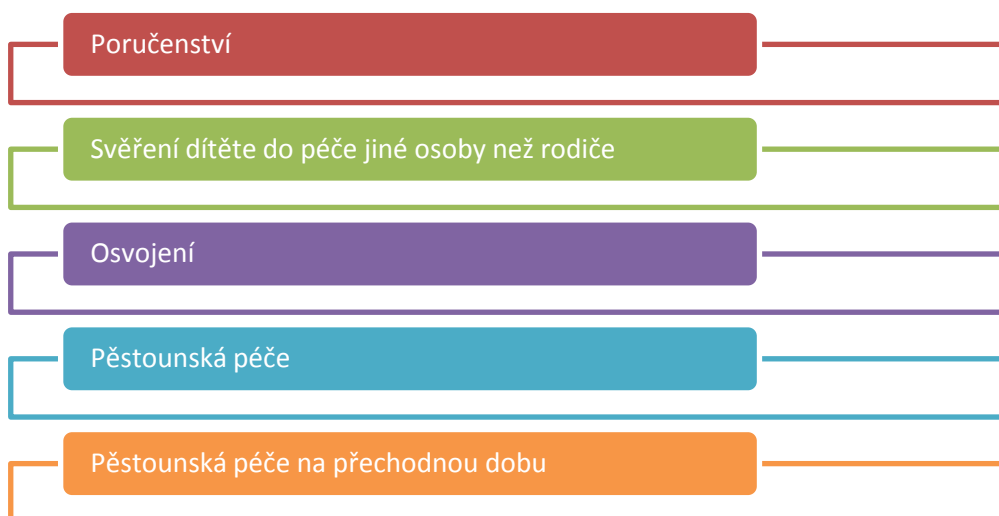 Poručenství
Svěření dítěte do péče jiné osoby než rodiče
Osvojení
Pěstounská péče
Pěstounská péče na přechodnou dobu